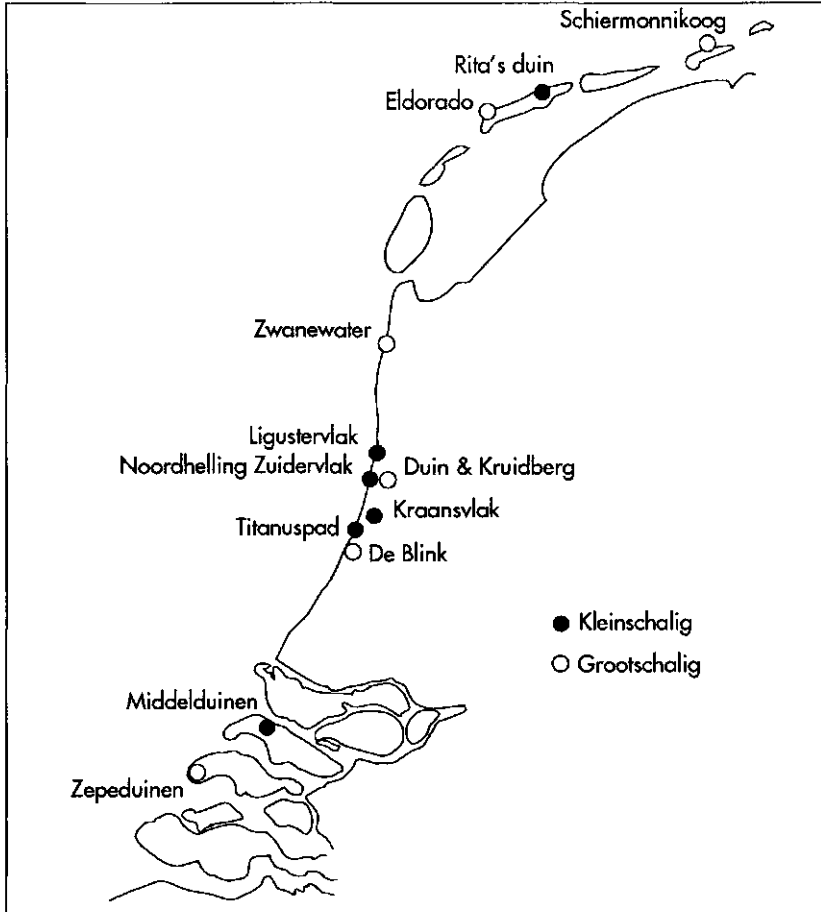 Schiermonnikoog
Rita's duin
Eldorado
Zwanewater
Ligustervlak
Noordhelling Zuidervlak
Duin & Kruidberg
Kraansvlak
Titanuspad
De Blink
Kleinschalig
Grootschalig
Middelduinen
Zepeduinen